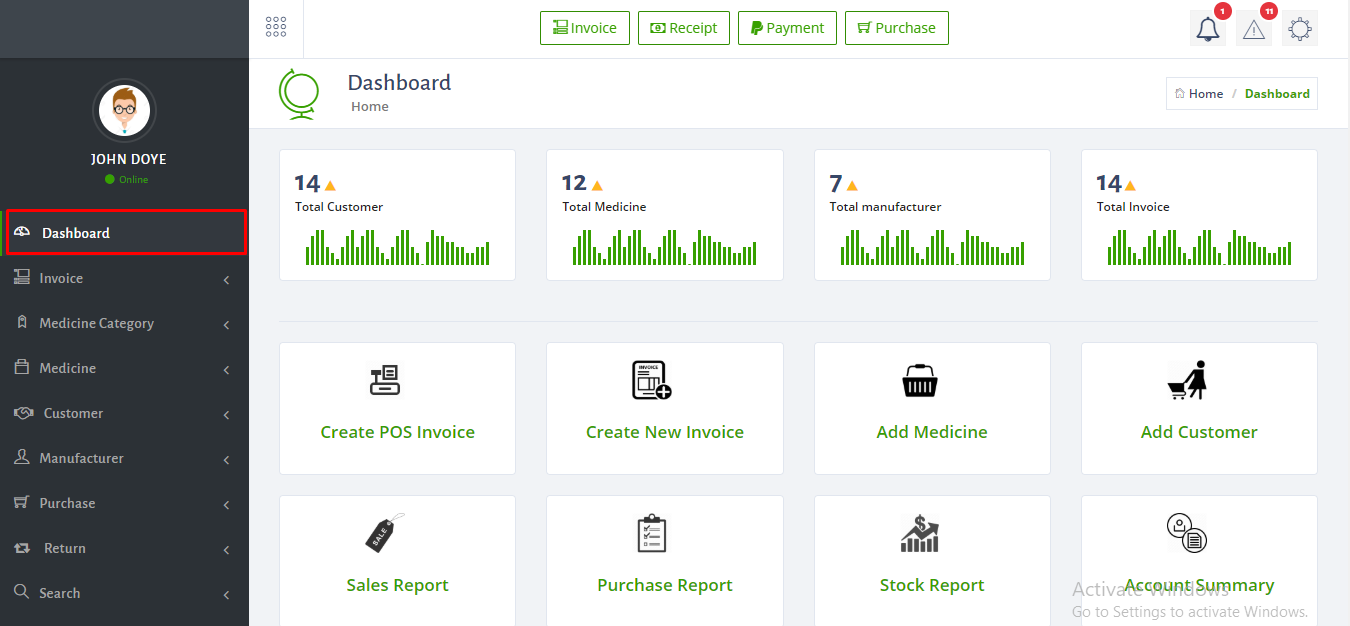 Invoice
Receipt
Payment
Purchase
1
11
Dashboard
Home
Home / Dashboard
JOHN DOYE
Online
Dashboard
Invoice
Medicine Category
Medicine
Customer
Manufacturer
Purchase
Return
Search
14
Total Customer
12
Total Medicine
7
Total manufacturer
14
Total Invoice
Create POS Invoice
INVOICE
Create New Invoice
Add Medicine
Add Customer
SALE
Sales Report
Purchase Report
$
Stock Report
Account Summary
Activate Windows
Go to Settings to activate Windows.